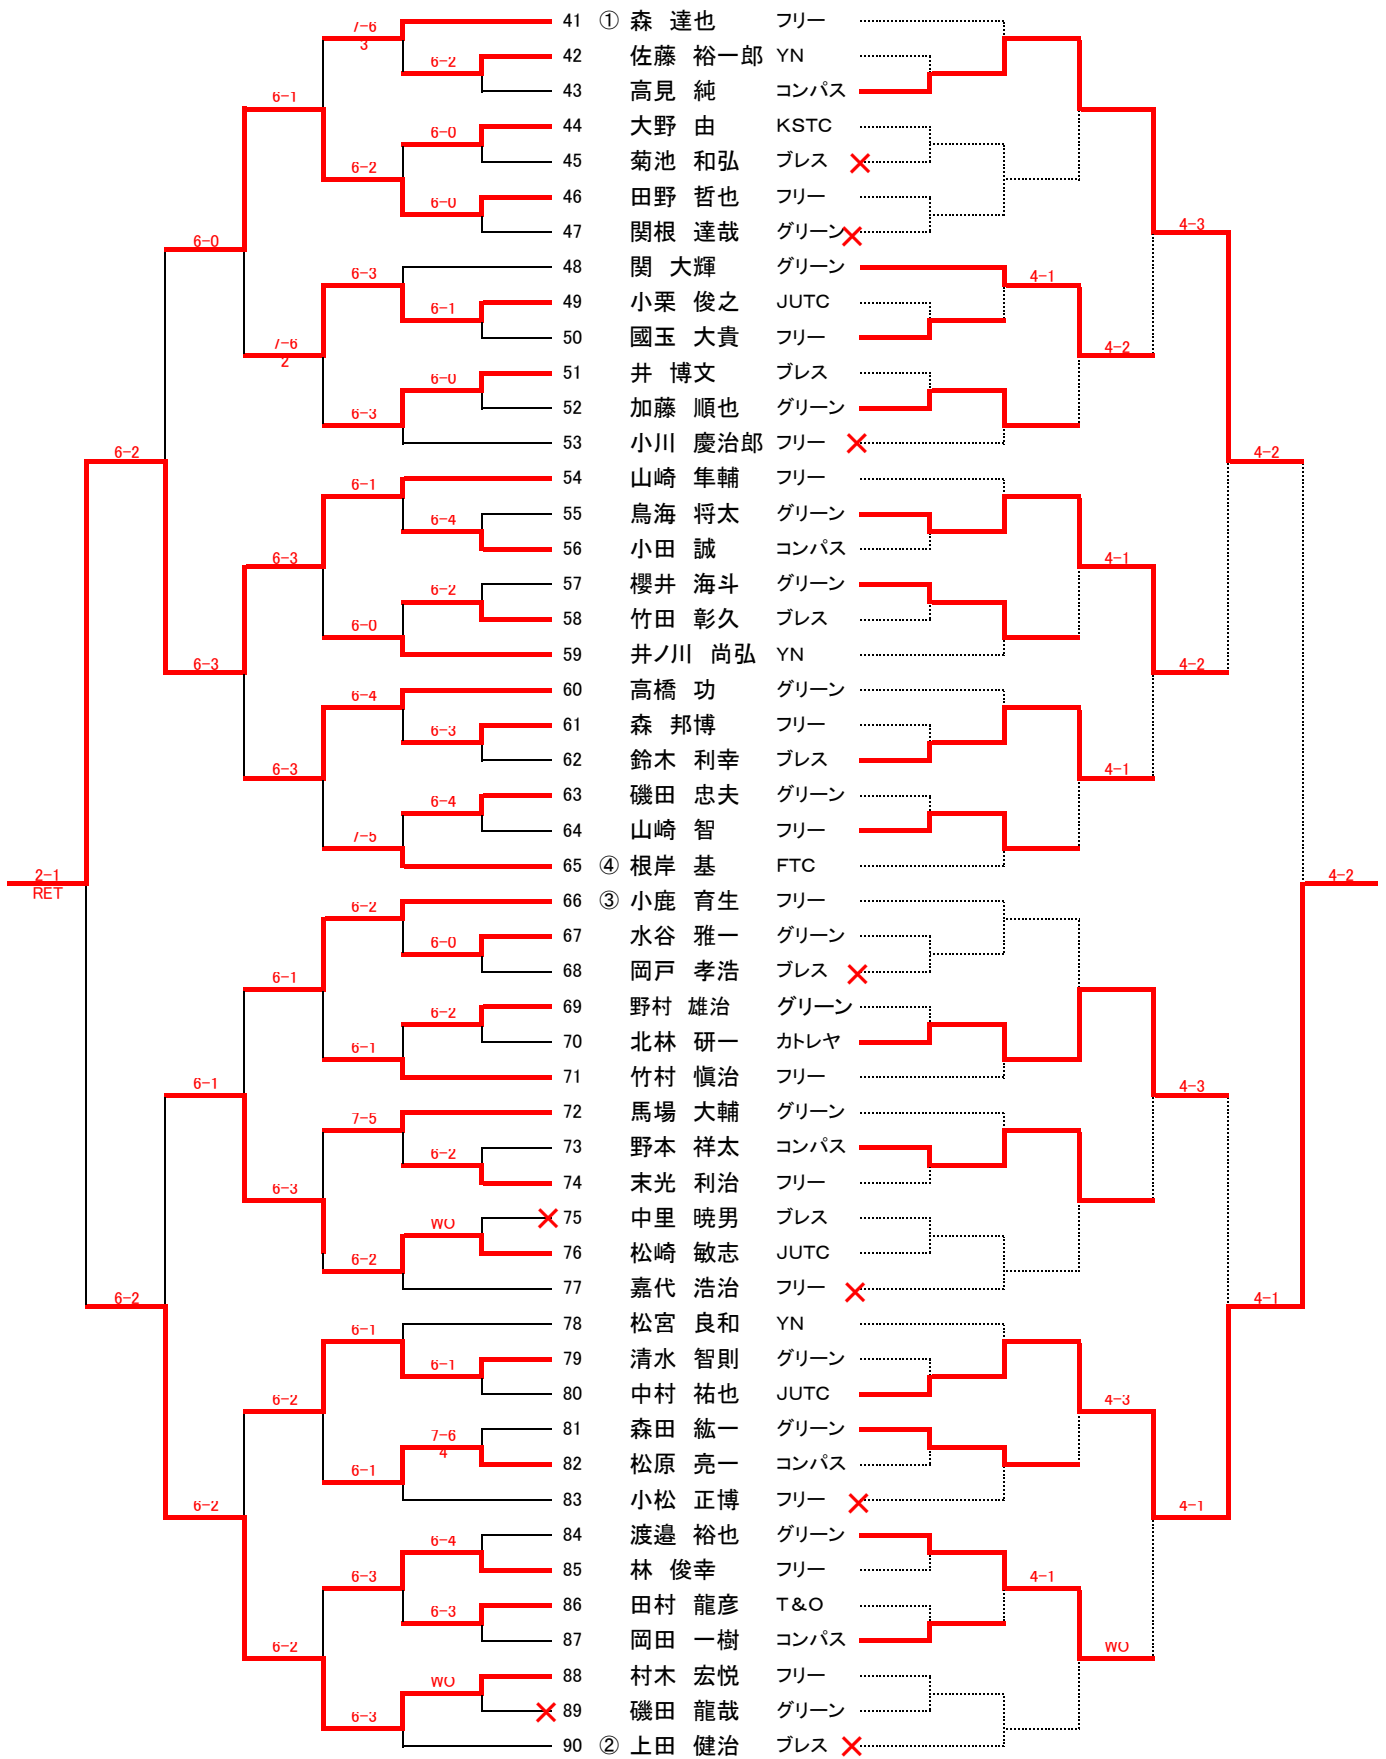 41 ① 森 達也 フリー
7-6
3
42 佐藤 裕一郎 YN
6-2
43 高見 純 コンパス
6-1
44 大野 由 KSTC
6-0
45 菊池 和弘 ブレス
6-2
46 田野 哲也 フリー
6-0
47 関根 達哉 グリーン
4-3
6-0
48 関 大輝 グリーン
6-3 4-1
49 小栗 俊之 JUTC
6-1
50 國玉 大貴 フリー
7-6 4-2
2
51 井 博文 ブレス
6-0
52 加藤 順也 グリーン
6-3
53 小川 慶治郎 フリー
6-2 4-2
54 山崎 隼輔 フリー
6-1
55 鳥海 将太 グリーン
6-4
56 小田 誠 コンパス
6-3 4-1
57 櫻井 海斗 グリーン
6-2
58 竹田 彰久 ブレス
6-0
59 井ノ川 尚弘 YN
6-3 4-2
60 高橋 功 グリーン
6-4
61 森 邦博 フリー
6-3
62 鈴木 利幸 ブレス
6-3 4-1
63 磯田 忠夫 グリーン
6-4
64 山崎 智 フリー
7-5
65 ④ 根岸 基 FTC
2-1 4-2
RET
66 ③ 小鹿 育生 フリー
6-2
67 水谷 雅一 グリーン
6-0
68 岡戸 孝浩 ブレス
6-1
69 野村 雄治 グリーン
6-2
70 北林 研一 カトレヤ
6-1
71 竹村 愼治 フリー
6-1 4-3
72 馬場 大輔 グリーン
7-5
73 野本 祥太 コンパス
6-2
74 末光 利治 フリー
6-3
75 中里 暁男 ブレス
WO
76 松崎 敏志 JUTC
6-2
77 嘉代 浩治 フリー
6-2 4-1
78 松宮 良和 YN
6-1
79 清水 智則 グリーン
6-1
80 中村 祐也 JUTC
6-2 4-3
81 森田 紘一 グリーン
7-6
4
82 松原 亮一 コンパス
6-1
83 小松 正博 フリー
6-2 4-1
84 渡邉 裕也 グリーン
6-4
85 林 俊幸 フリー
6-3 4-1
86 田村 龍彦 T&O
6-3
87 岡田 一樹 コンパス
6-2 WO
88 村木 宏悦 フリー
WO
89 磯田 龍哉 グリーン
6-3
90 ② 上田 健治 ブレス